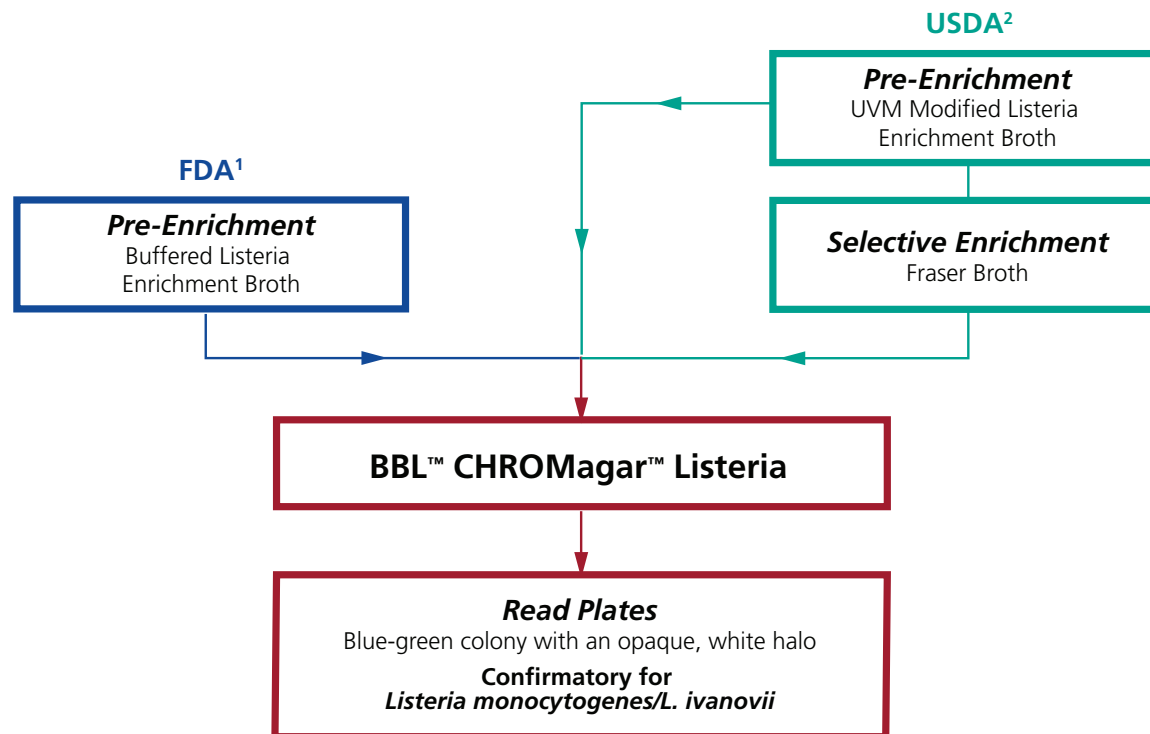 USDA²
Pre-Enrichment
UVM Modified Listeria
Enrichment Broth
FDA¹
Pre-Enrichment
Buffered Listeria
Enrichment Broth
Selective Enrichment
Fraser Broth
BBL™ CHROMagar™ Listeria
Read Plates
Blue-green colony with an opaque, white halo
Confirmatory for
Listeria monocytogenes/L. ivanovii